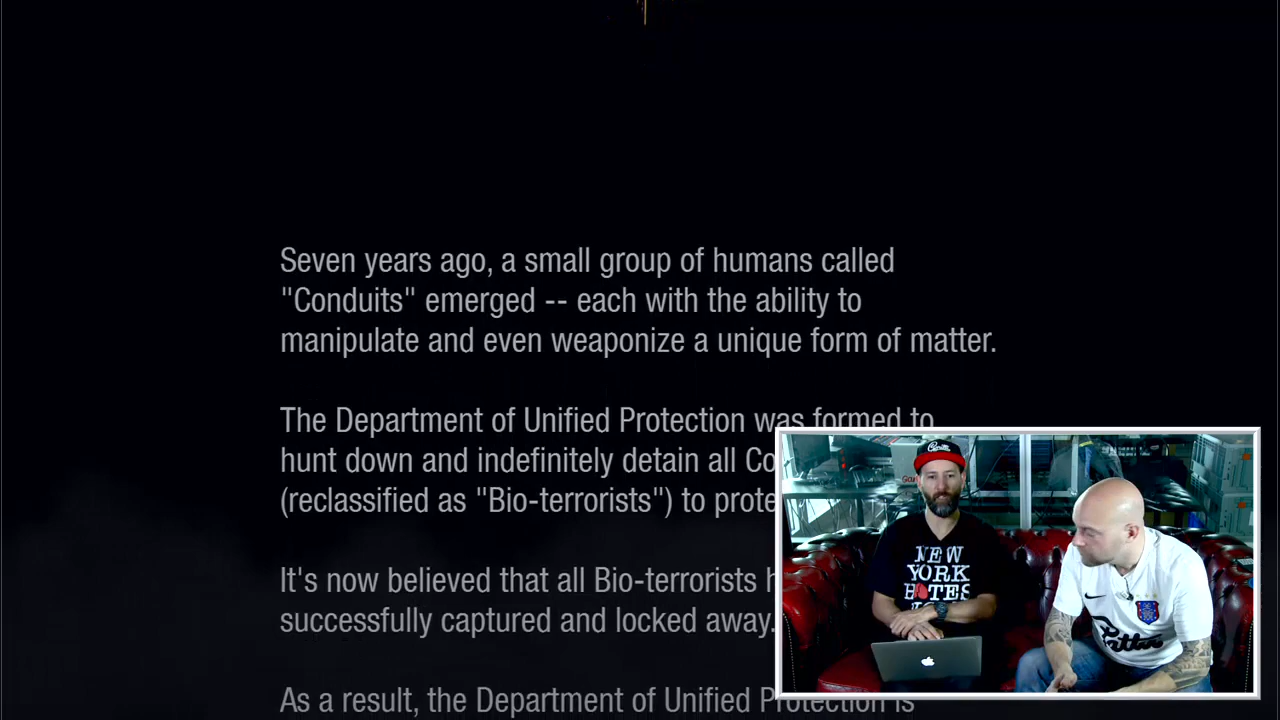 Seven years ago, a small group of humans called
"Conduits" emerged -- each with the ability to
manipulate and even weaponize a unique form of matter.
The Department of Unified Protection was formed to
hunt down and indefinitely detain all
(reclassified as "Bio-terrorists") to
It's now believed that all Bio-terrorists
successfully captured and locked away.
As a result, the Department of Unified Protection is
NEW
YORK
HATES